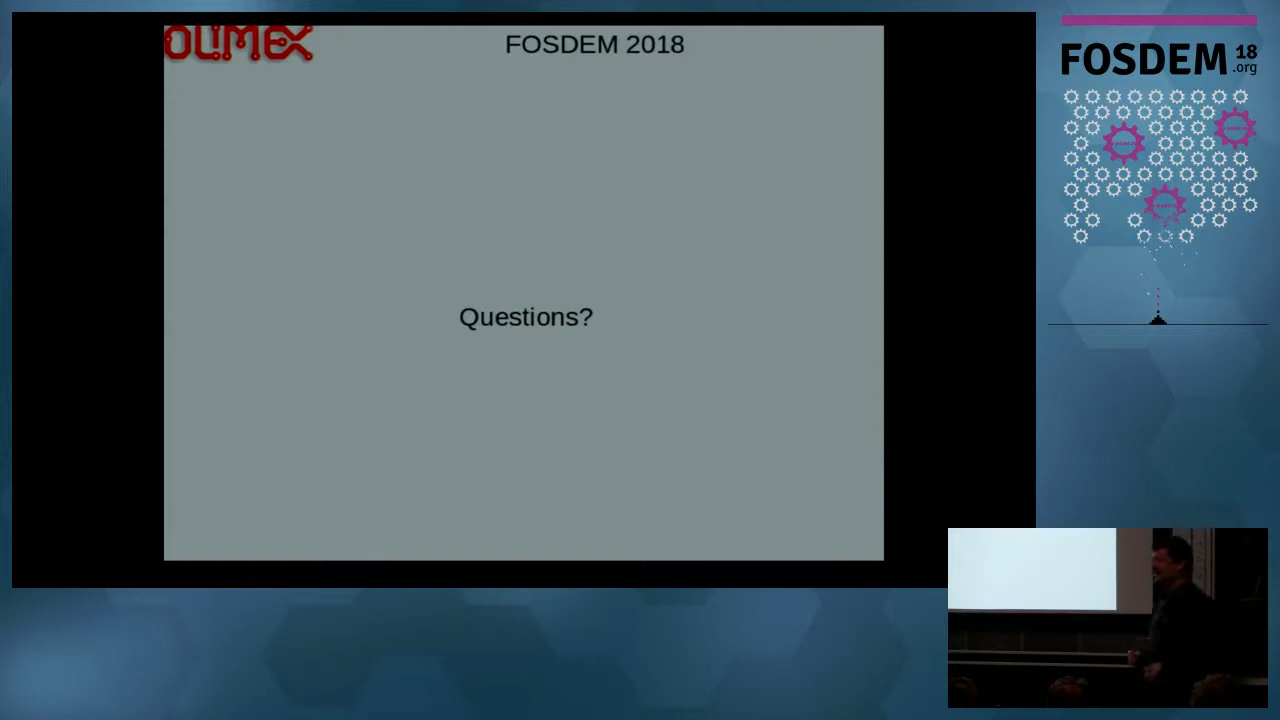 OLIMEX
FOSDEM 2018
Questions?
FOSDEM 18
.org